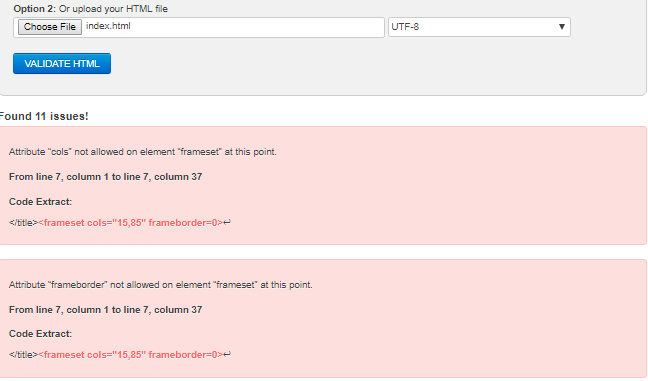 Option 2: Or upload your HTML file
Choose File index.html UTF-8
VALIDATE HTML
Found 11 issues!
Attribute “cols” not allowed on element “frameset” at this point.
From line 7, column 1 to line 7, column 37
Code Extract:
</title><frameset cols="15,85" frameborder=0>↩
Attribute “frameborder” not allowed on element “frameset” at this point.
From line 7, column 1 to line 7, column 37
Code Extract:
</title><frameset cols="15,85" frameborder=0>↩